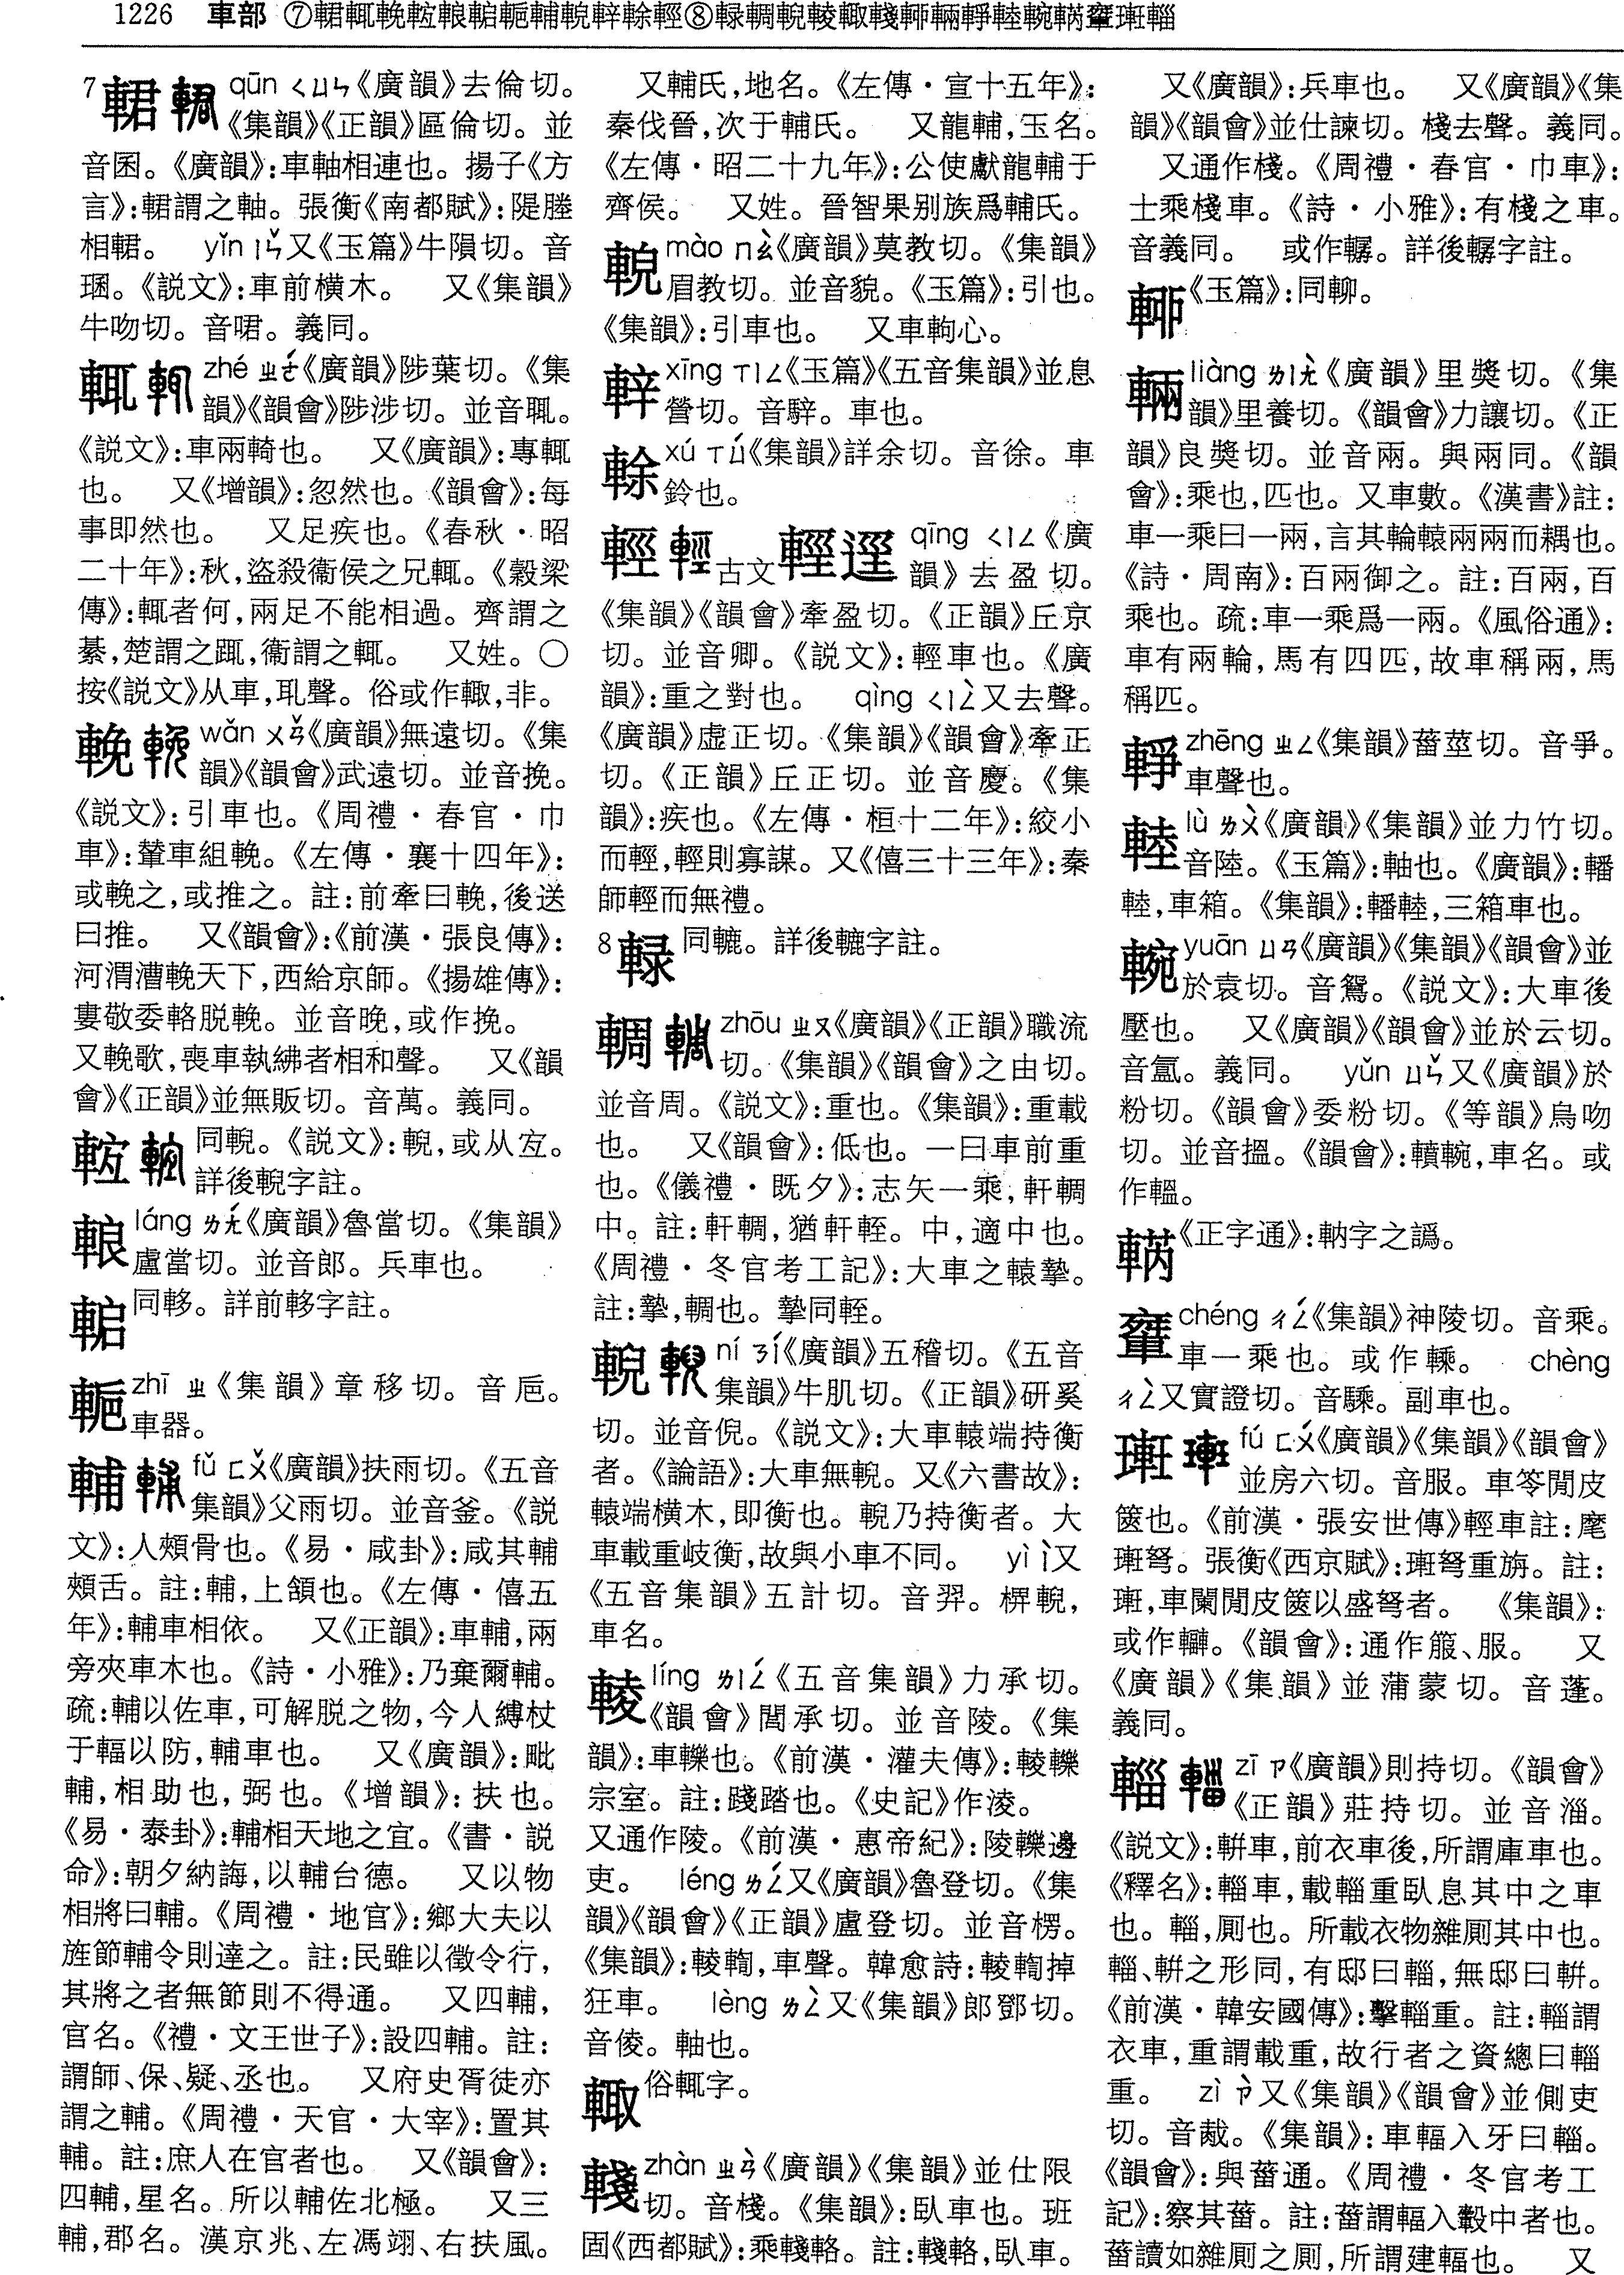 1226 車部 ⑦輑輒輓䡈䡙䡊軛輔䡚䡏䡘輕⑧䡜輖輗輘輙輚輀輛䡝䡜䡝輞輂䡟輜
7輑 qūn ㄑㄩㄣ《廣韻》去倫切。
《集韻》《正韻》區倫切。並
音囷。《廣韻》:車軸相連也。揚子《方
言》:輑謂之軸。張衡《南都賦》:隄塍
相輑。 yǐn ㄧㄣˇ又《玉篇》牛隕切。音
𤨏。《説文》:車前橫木。 又《集韻》
牛吻切。音㖥。義同。
輒 zhé ㄓㄜˊ《廣韻》陟葉切。《集
韻》《韻會》陟涉切。並音耴。
《説文》:車兩輢也。 又《廣韻》:專輒
也。 又《增韻》:忽然也。《韻會》:每
事即然也。 又足疾也。《春秋・昭
二十年》:秋,盜殺衞侯之兄輒。《榖梁
傳》:輒者何,兩足不能相過。齊謂之
綦,楚謂之踂,衞謂之輒。 又姓。○
按《説文》从車,耴聲。俗或作輙,非。
輓 wǎn ㄨㄢˇ《廣韻》無遠切。《集
韻》《韻會》武遠切。並音挽。
《説文》:引車也。《周禮・春官・巾
車》:輦車組輓。《左傳・襄十四年》:
或輓之,或推之。註:前牽曰輓,後送
曰推。 又《韻會》:《前漢・張良傳》:
河渭漕輓天下,西給京師。《揚雄傳》:
婁敬委輅脱輓。並音晚,或作挽。
又輓歌,喪車執紼者相和聲。 又《韻
會》《正韻》並無販切。音萬。義同。
同輗。《説文》:輗,或从𡧛。
詳後輗字註。
láng ㄌㄤˊ《廣韻》魯當切。《集韻》
盧當切。並音郎。兵車也。
同軬。詳前軬字註。
zhī ㄓ《集韻》章移切。音卮。
車器。
輔 fǔ ㄈㄨˇ《廣韻》扶雨切。《五音
集韻》父雨切。並音釜。《説
文》:人頰骨也。《易・咸卦》:咸其輔
頰舌。註:輔,上頷也。《左傳・僖五
年》:輔車相依。 又《正韻》:車輔,兩
旁夾車木也。《詩・小雅》:乃棄爾輔。
疏:輔以佐車,可解脱之物,今人縛杖
于輻以防,輔車也。 又《廣韻》:毗
輔,相助也,弼也。《增韻》:扶也。
《易・泰卦》:輔相天地之宜。《書・説
命》:朝夕納誨,以輔台德。 又以物
相將曰輔。《周禮・地官》:鄉大夫以
旌節輔令則達之。註:民雖以徵令行,
其將之者無節則不得通。 又四輔,
官名。《禮・文王世子》:設四輔。註:
謂師、保、疑、丞也。 又府史胥徒亦
謂之輔。《周禮・天官・大宰》:置其
輔。註:庶人在官者也。 又《韻會》:
四輔,星名。所以輔佐北極。 又三
輔,郡名。漢京兆、左馮翊、右扶風。
又輔氏,地名。《左傳・宣十五年》:
秦伐晉,次于輔氏。 又龍輔,玉名。
《左傳・昭二十九年》:公使獻龍輔于
齊侯。 又姓。晉智果別族爲輔氏。
mào ㄇㄠˋ《廣韻》莫教切。《集韻》
眉教切。並音貌。《玉篇》:引也。
《集韻》:引車也。 又車軥心。
xīng ㄒㄧㄥ《玉篇》《五音集韻》並息
營切。音騂。車也。
xú ㄒㄩˊ《集韻》詳余切。音徐。車
鈴也。
輕 古文 qīng ㄑㄧㄥ《廣
韻》去盈切。
《集韻》《韻會》牽盈切。《正韻》丘京
切。並音卿。《説文》:輕車也。《廣
韻》:重之對也。 qìng ㄑㄧㄥˋ又去聲。
《廣韻》虛正切。《集韻》《韻會》牽正
切。《正韻》丘正切。並音慶。《集
韻》:疾也。《左傳・桓十二年》:絞小
而輕,輕則寡謀。又《僖三十三年》:秦
師輕而無禮。
8 同轆。詳後轆字註。
輖 zhōu ㄓㄡ《廣韻》《正韻》職流
切。《集韻》《韻會》之由切。
並音周。《説文》:重也。《集韻》:重載
也。 又《韻會》:低也。一曰車前重
也。《儀禮・既夕》:志矢一乘,軒輖
中。註:軒輖,猶軒輊。中,適中也。
《周禮・冬官考工記》:大車之轅摯。
註:摯,輖也。摯同輊。
輗 ní ㄋㄧˊ《廣韻》五稽切。《五音
集韻》牛肌切。《正韻》研奚
切。並音倪。《説文》:大車轅端持衡
者。《論語》:大車無輗。又《六書故》:
轅端橫木,即衡也。輗乃持衡者。大
車載重岐衡,故與小車不同。 yì ㄧˋ又
《五音集韻》五計切。音羿。棵輗,
車名。
輘 líng ㄌㄧㄥˊ《五音集韻》力承切。
《韻會》閭承切。並音陵。《集
韻》:車轢也。《前漢・灌夫傳》:輘轢
宗室。註:踐踏也。《史記》作淩。
又通作陵。《前漢・惠帝紀》:陵轢邊
吏。 léng ㄌㄥˊ又《廣韻》魯登切。《集
韻》《韻會》《正韻》盧登切。並音楞。
《集韻》:輘輷,車聲。韓愈詩:輘輷掉
狂車。 lèng ㄌㄥˋ又《集韻》郎鄧切。
音倰。軸也。
輙 俗輒字。
輚 zhàn ㄓㄢˋ《廣韻》《集韻》並仕限
切。音棧。《集韻》:臥車也。班
固《西都賦》:乘輚輅。註:輚輅,臥車。
又《廣韻》:兵車也。 又《廣韻》《集
韻》《韻會》並仕諫切。棧去聲。義同。
又通作棧。《周禮・春官・巾車》:
士乘棧車。《詩・小雅》:有棧之車。
音義同。 或作轏。詳後轏字註。
《玉篇》:同䡀。
輛 liàng ㄌㄧㄤˋ《廣韻》里獎切。《集
韻》里養切。《韻會》力讓切。《正
韻》良獎切。並音兩。與兩同。《韻
會》:乘也,匹也。又車數。《漢書》註:
車一乘曰一兩,言其輪轅兩兩而耦也。
《詩・周南》:百兩御之。註:百兩,百
乘也。疏:車一乘爲一兩。《風俗通》:
車有兩輪,馬有四匹,故車稱兩,馬
稱匹。
zhēng ㄓㄥ《集韻》葘莖切。音爭。
車聲也。
lù ㄌㄨˋ《廣韻》《集韻》並力竹切。
音陸。《玉篇》:軸也。《廣韻》:轓
䡜,車箱。《集韻》:轓䡜,三箱車也。
yuān ㄩㄢ《廣韻》《集韻》《韻會》並
於袁切。音鴛。《説文》:大車後
壓也。 又《廣韻》《韻會》並於云切。
音氲。義同。 yǔn ㄩㄣˇ又《廣韻》於
粉切。《韻會》委粉切。《等韻》烏吻
切。並音搵。《韻會》:轒䡝,車名。或
作轀。
《正字通》:軜字之譌。
chéng ㄔㄥˊ《集韻》神陵切。音乘。
車一乘也。或作䡴。 chèng
ㄔㄥˋ又實證切。音騬。副車也。
fú ㄈㄨˊ《廣韻》《集韻》《韻會》
並房六切。音服。車笭閒皮
篋也。《前漢・張安世傳》輕車註:麾
𤦲弩。張衡《西京賦》:𤦲弩重旃。註:
𤦲,車闌閒皮篋以盛弩者。 《集韻》:
或作𨍸。《韻會》:通作箙、服。 又
《廣韻》《集韻》並蒲蒙切。音蓬。
義同。
輜 zī ㄗ《廣韻》則持切。《韻會》
《正韻》莊持切。並音淄。
《説文》:軿車,前衣車後,所謂庫車也。
《釋名》:輜車,載輜重臥息其中之車
也。輜,厠也。所載衣物雜厠其中也。
輜、軿之形同,有邸曰輜,無邸曰軿。
《前漢・韓安國傳》:擊輜重。註:輜謂
衣車,重謂載重,故行者之資總曰輜
重。 zì ㄗˋ又《集韻》《韻會》並側吏
切。音胾。《集韻》:車輻入牙曰輜。
《韻會》:與葘通。《周禮・冬官考工
記》:察其葘。註:葘謂輻入轂中者也。
葘讀如雜厠之厠,所謂建輻也。 又